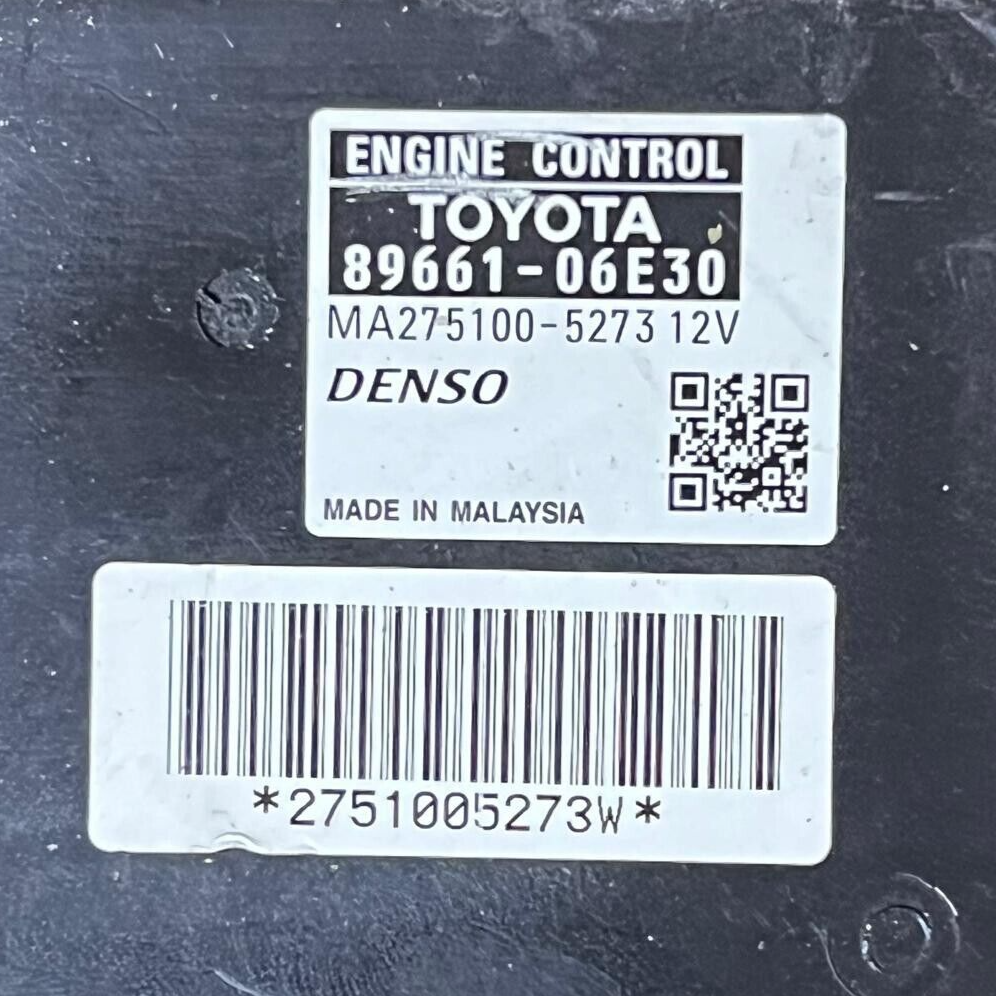 ENGINE CONTROL
TOYOTA
89661-06E30
MA275100-5273 12V
DENSO
MADE IN MALAYSIA
*2751005273W*